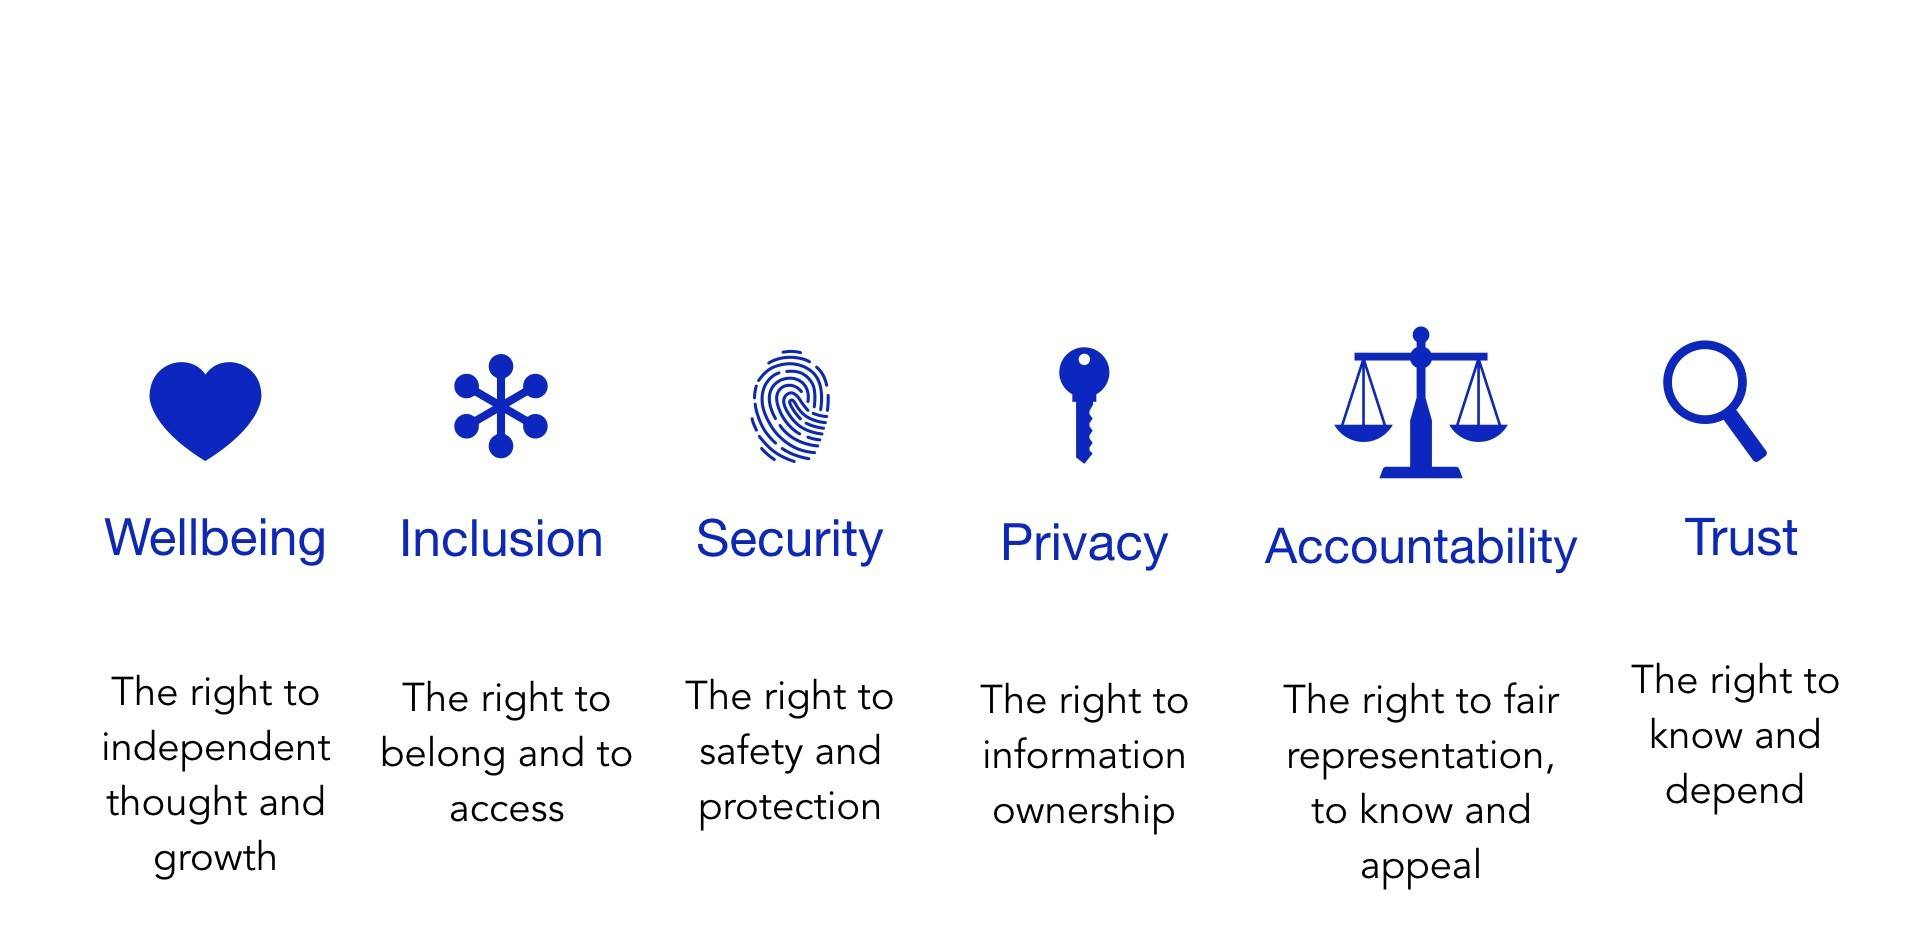 Wellbeing
The right to
independent
thought and
growth
Inclusion
The right to
belong and to
access
Security
The right to
safety and
protection
Privacy
The right to
information
ownership
Accountability
The right to fair
representation,
to know and
appeal
Trust
The right to
know and
depend